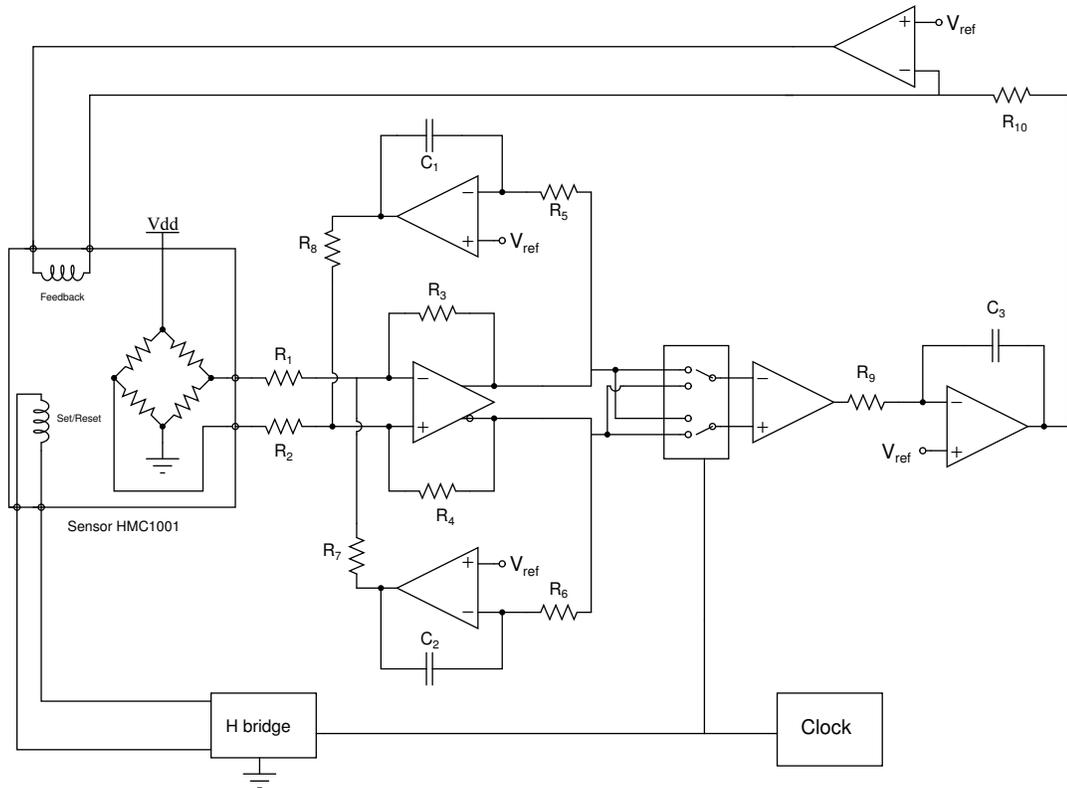 + V_ref
−
R_10
C_1
− R_5
Vdd
R_8
+ V_ref
Feedback
R_3
C_3
R_1
−
−
R_9
−
Set/Reset
+
R_2
+
V_ref
+
R_4
Sensor HMC1001
R_7
+ V_ref
R_6
−
C_2
H bridge
Clock